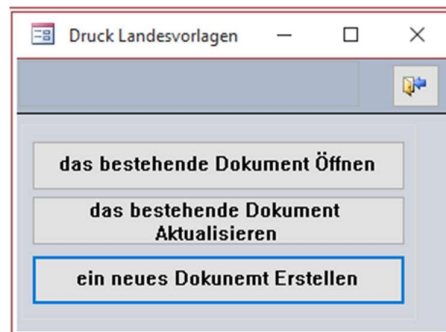 Druck Landesvorlagen
das bestehende Dokument Öffnen
das bestehende Dokument
Aktualisieren
ein neues Dokunemt Erstellen